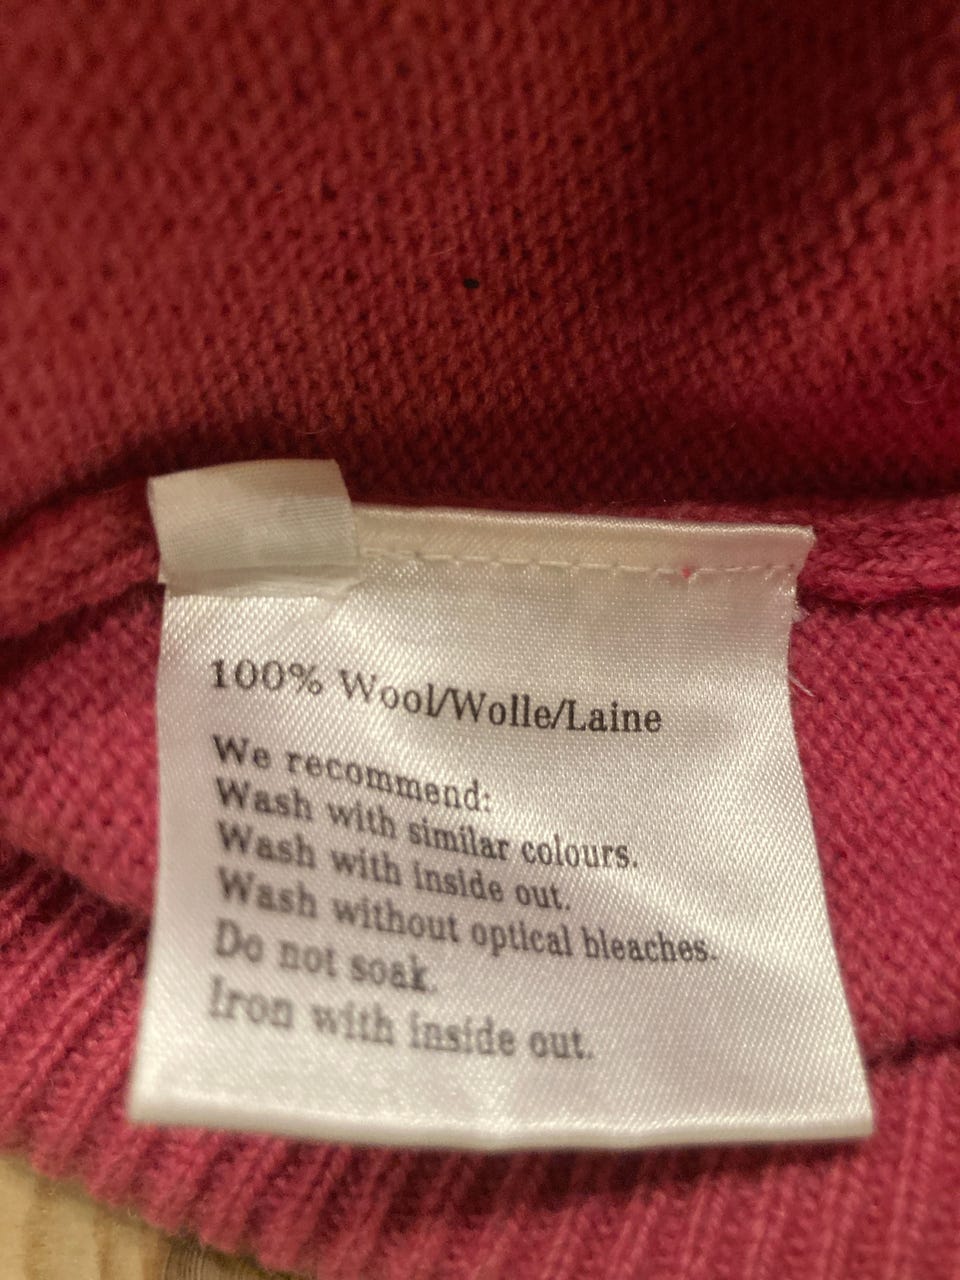 100% Wool/Wolle/Laine
We recommend:
Wash with similar colours.
Wash with inside out.
Wash without optical bleaches.
Do not soak.
Iron with inside out.